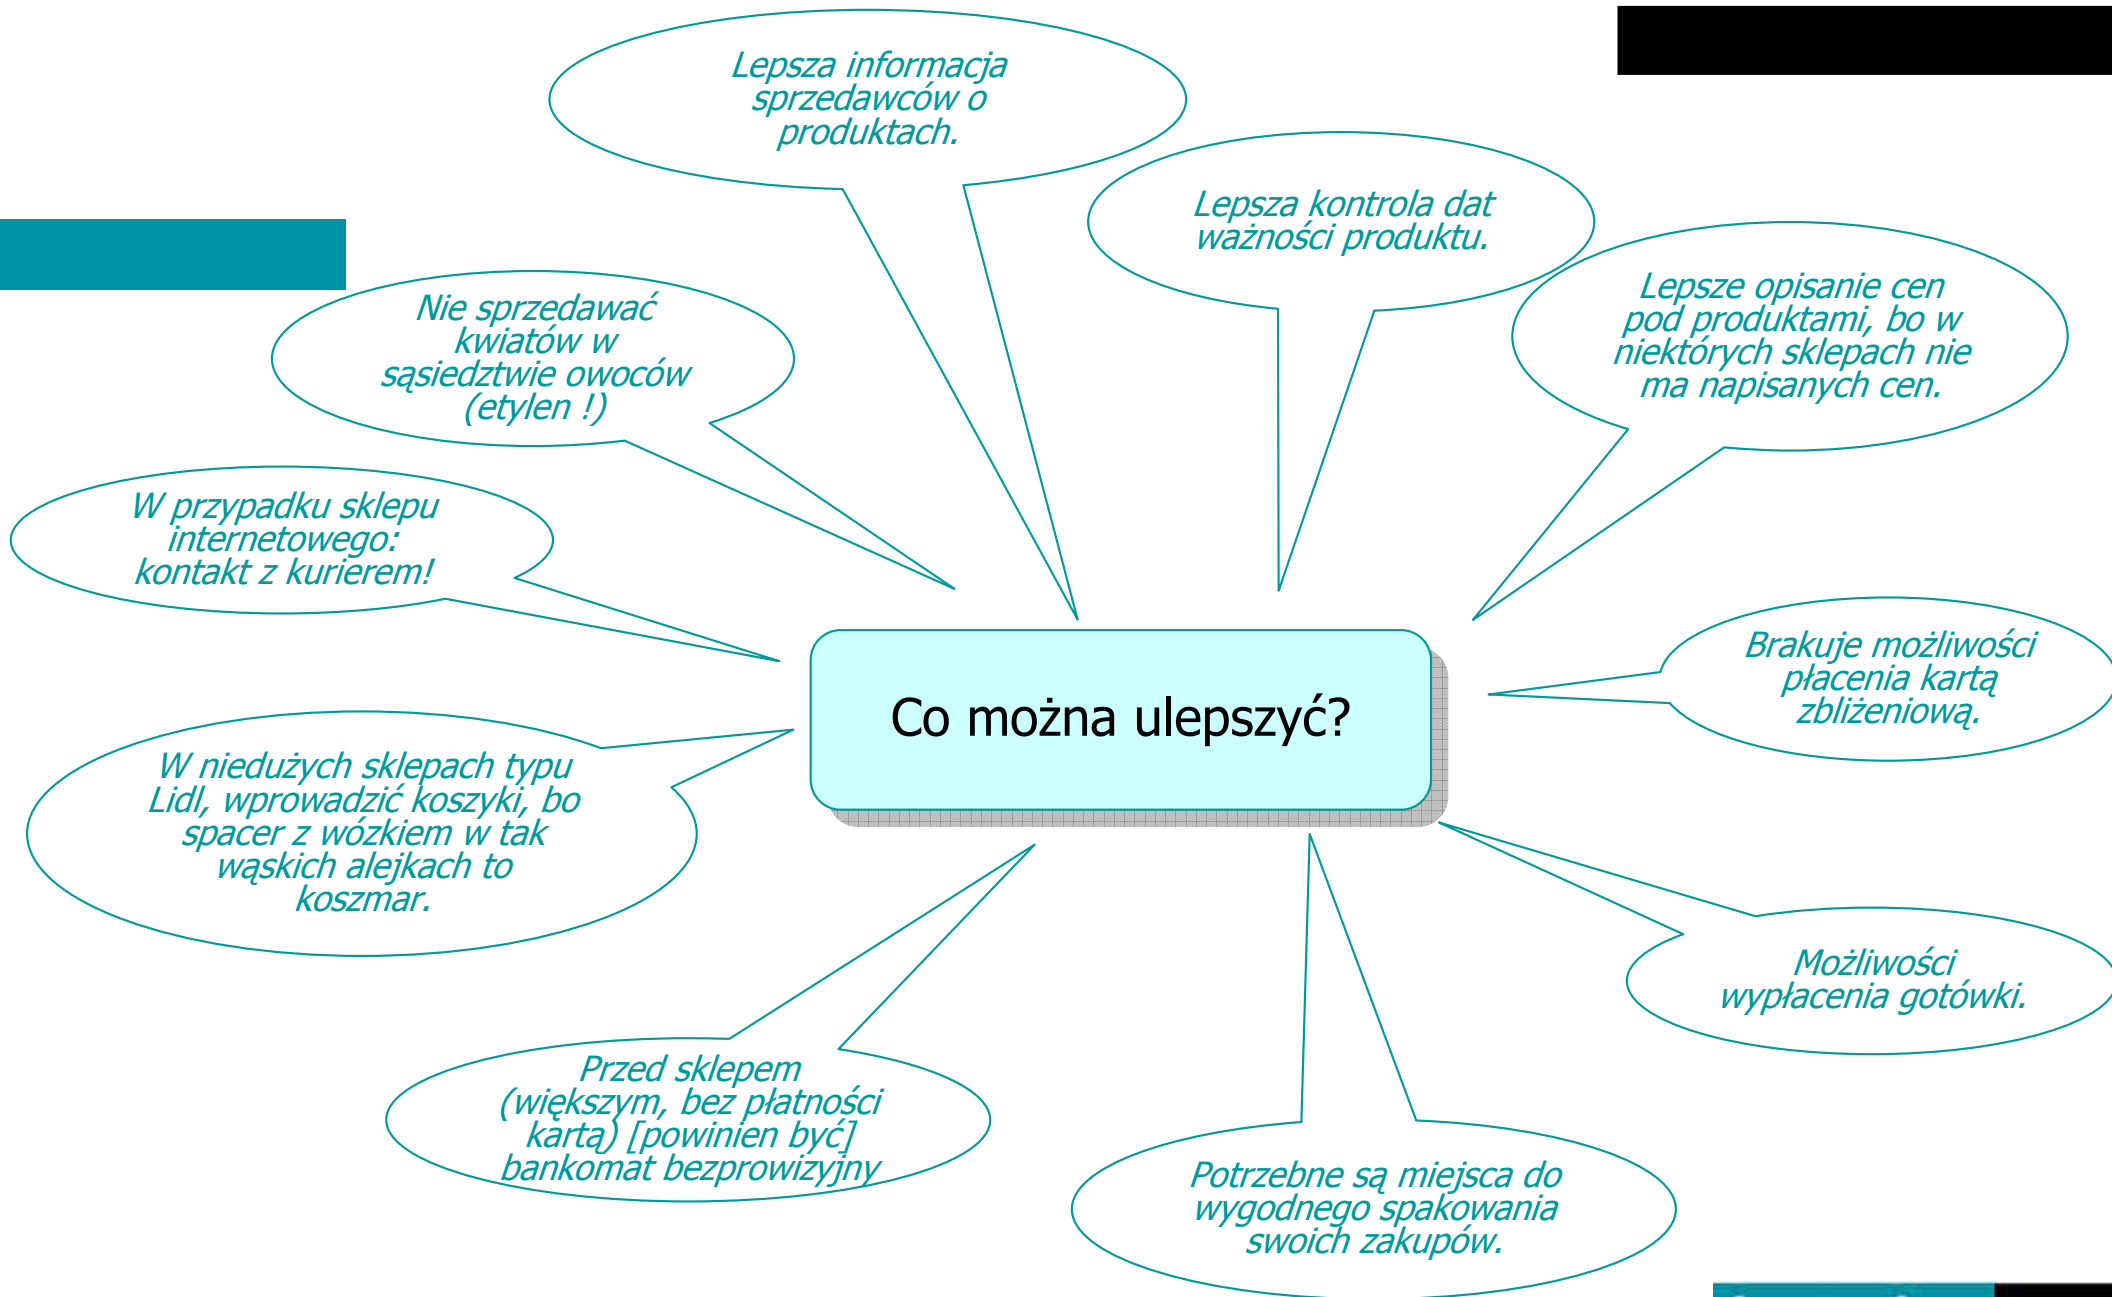 Lepsza informacja
sprzedawców o
produktach.
Lepsza kontrola dat
ważności produktu.
Lepsze opisanie cen
pod produktami, bo w
niektórych sklepach nie
ma napisanych cen.
Nie sprzedawać
kwiatów w
sąsiedztwie owoców
(etylen !)
W przypadku sklepu
internetowego:
kontakt z kurierem!
Co można ulepszyć?
Brakuje możliwości
płacenia kartą
zbliżeniową.
W niedużych sklepach typu
Lidl, wprowadzić koszyki, bo
spacer z wózkiem w tak
wąskich alejkach to
koszmar.
Możliwości
wypłacenia gotówki.
Przed sklepem
(większym, bez płatności
kartą) [powinien być]
bankomat bezprowizyjny
Potrzebne są miejsca do
wygodnego spakowania
swoich zakupów.